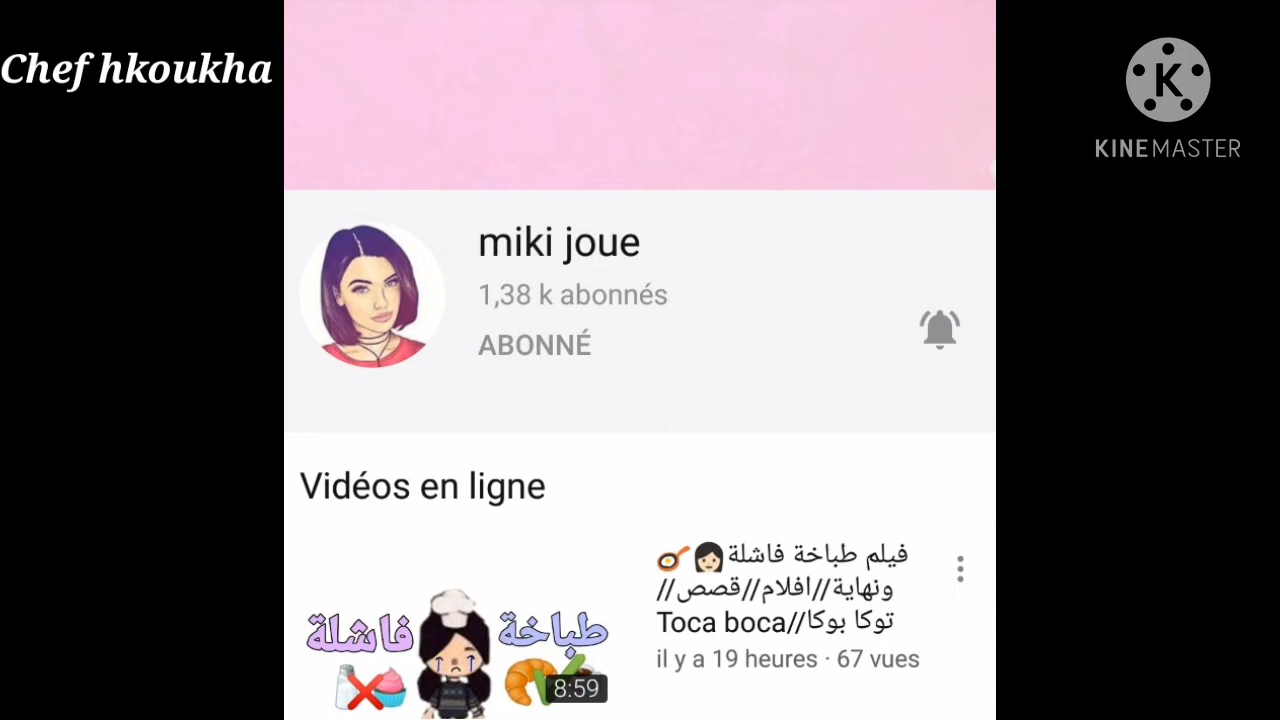 Chef hkoukha
KINEMASTER
miki joue
1,38 k abonnés
ABONNÉ
Vidéos en ligne
فيلم طباخة فاشلة👩🏻🍳
ونهاية//افلام//قصص//
توكا بوكا//Toca boca
il y a 19 heures · 67 vues
طباخة فاشلة
8:59